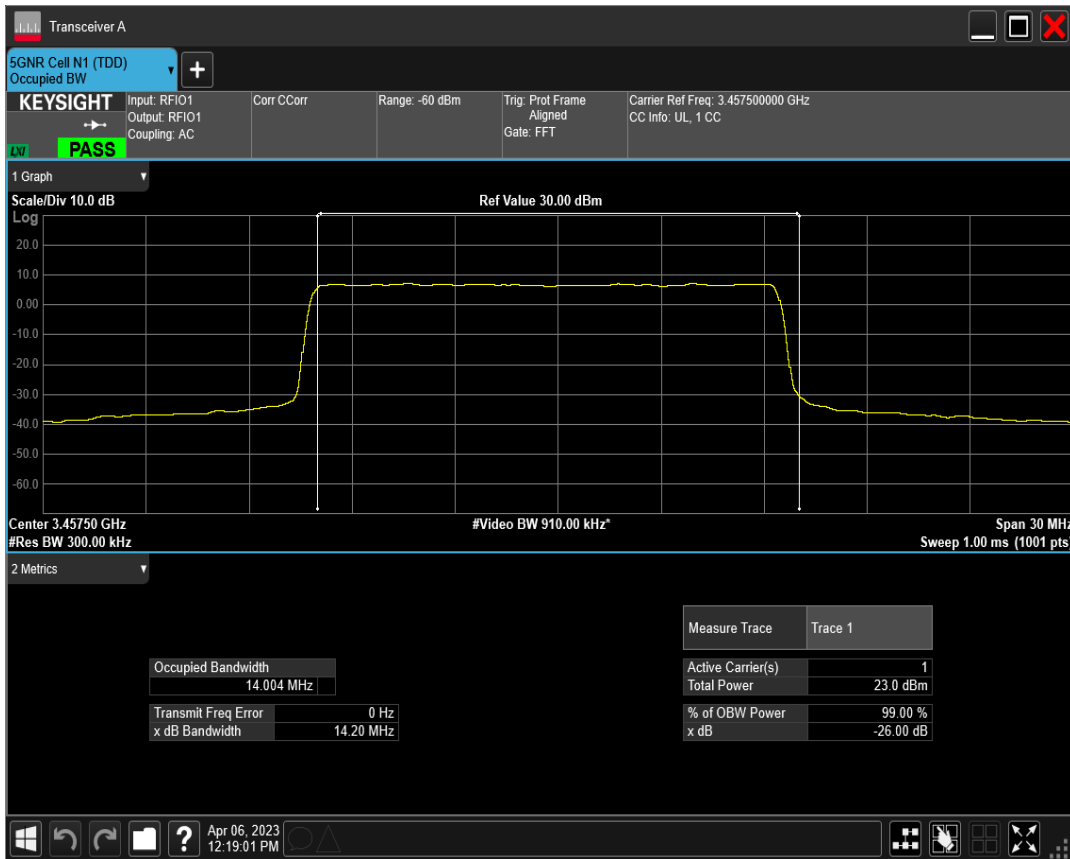 Transceiver A
5GNR Cell N1 (TDD)
Occupied BW
+
KEYSIGHT
LXI
PASS
Input: RFIO1
Output: RFIO1
Coupling: AC
Corr CCorr
Range: -60 dBm
Trig: Prot Frame
Aligned
Gate: FFT
Carrier Ref Freq: 3.457500000 GHz
CC Info: UL, 1 CC
1 Graph
Scale/Div 10.0 dB
Ref Value 30.00 dBm
Log
20.0
10.0
0.00
-10.0
-20.0
-30.0
-40.0
-50.0
-60.0
Center 3.45750 GHz
#Video BW 910.00 kHz*
Span 30 MHz
#Res BW 300.00 kHz
Sweep 1.00 ms (1001 pts)
2 Metrics
Measure Trace Trace 1
Occupied Bandwidth
14.004 MHz
Transmit Freq Error 0 Hz
x dB Bandwidth 14.20 MHz
Active Carrier(s) 1
Total Power 23.0 dBm
% of OBW Power 99.00 %
x dB -26.00 dB
?
Apr 06, 2023
12:19:01 PM